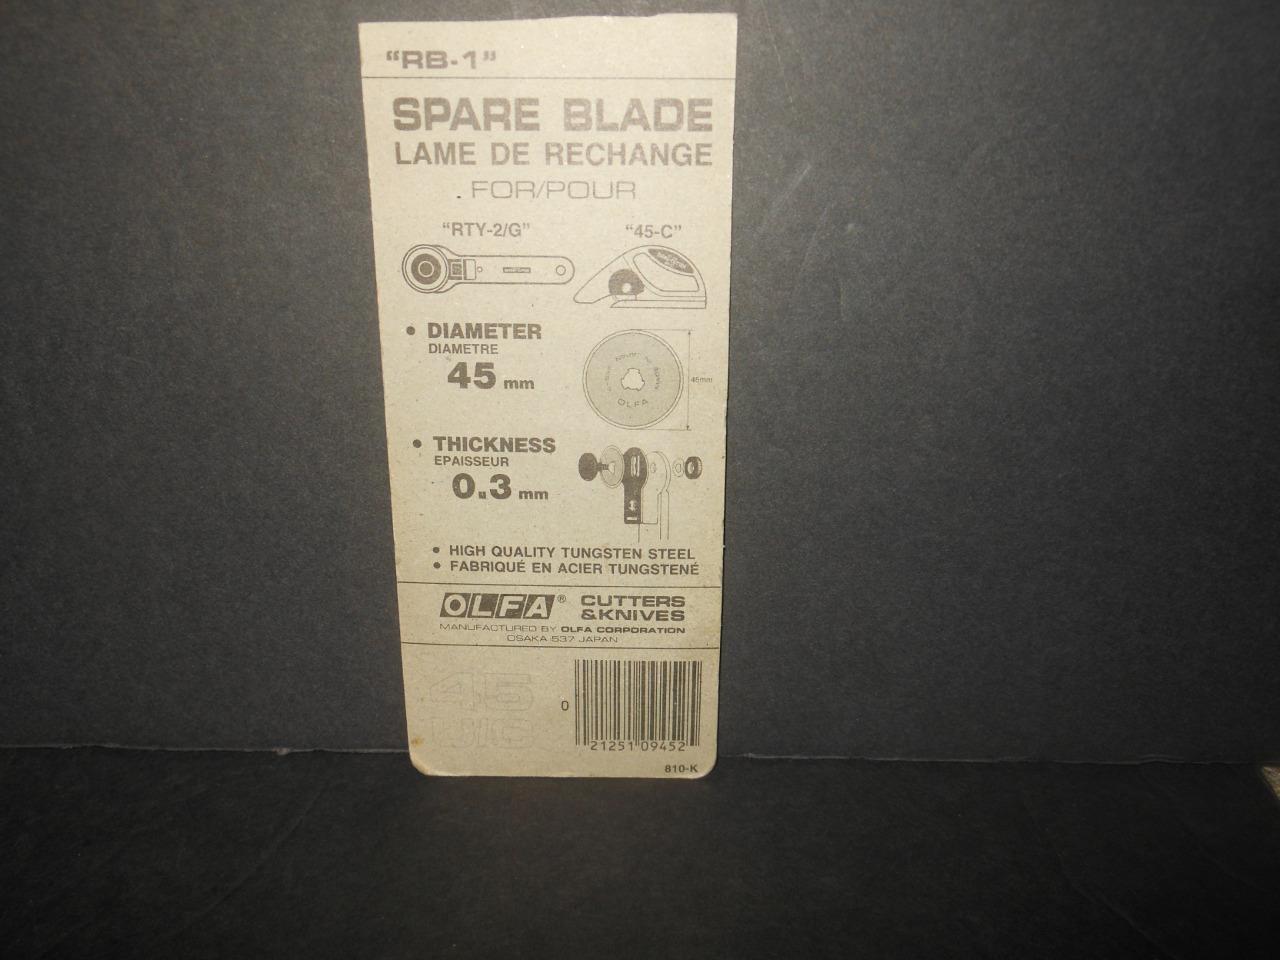 “RB-1”
SPARE BLADE
LAME DE RECHANGE
FOR/POUR
“RTY-2/G” “45-C”
• DIAMETER
DIAMETRE
45 mm
45mm
OLFA
• THICKNESS
EPAISSEUR
0.3 mm
• HIGH QUALITY TUNGSTEN STEEL
• FABRIQUÉ EN ACIER TUNGSTENÉ
OLFA® CUTTERS
&KNIVES
MANUFACTURED BY OLFA CORPORATION
OSAKA 537 JAPAN
45
0 21251 09452
810-K